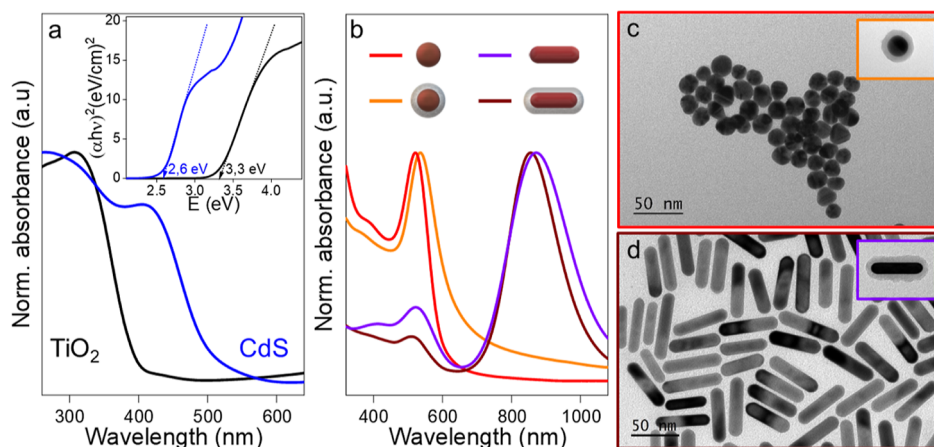 a
20
15
10
5
0
(αhν)²(eV/cm)²
2,6 eV
3,3 eV
2.5 3.0 3.5 4.0
E (eV)
Norm. absorbance (a.u)
TiO₂
CdS
300 400 500 600
Wavelength (nm)
b
Norm. absorbance (a.u.)
400 600 800 1000
Wavelength (nm)
c
50 nm
d
50 nm